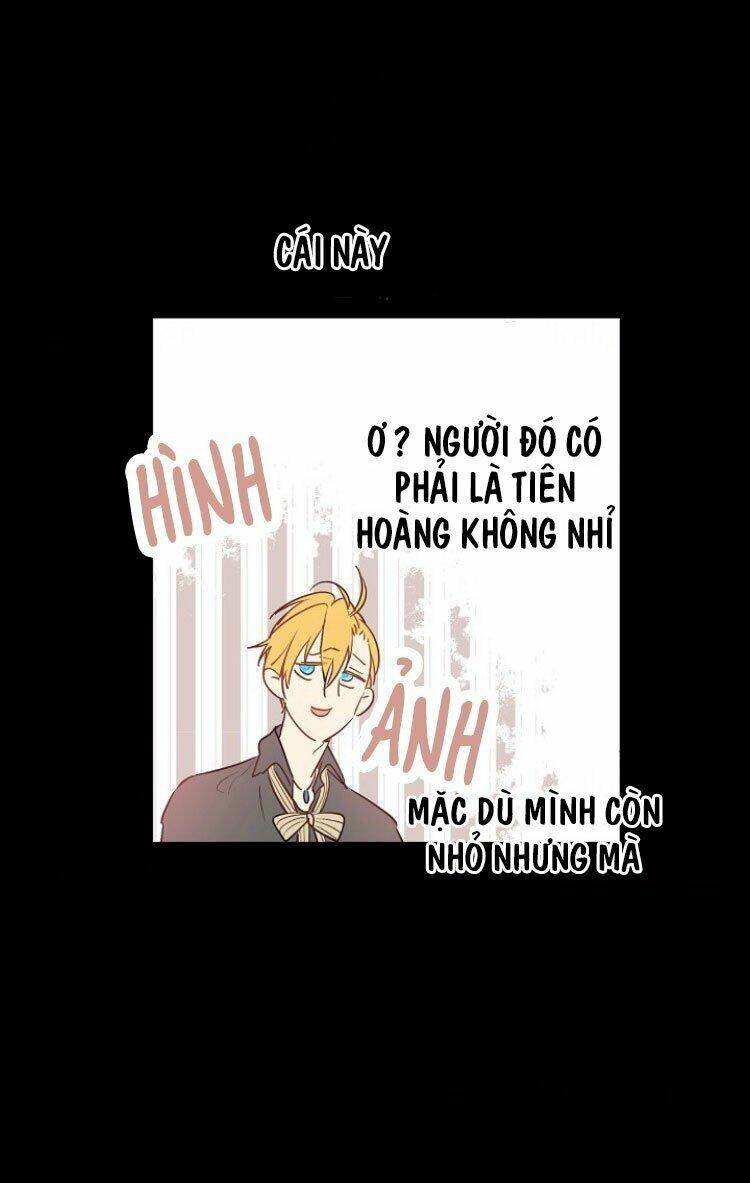 CÁI NÀY
HÌNH
Ơ? NGƯỜI ĐÓ CÓ
PHẢI LÀ TIÊN
HOÀNG KHÔNG NHỈ
ẢNH
MẶC DÙ MÌNH CÒN
NHỎ NHƯNG MÀ